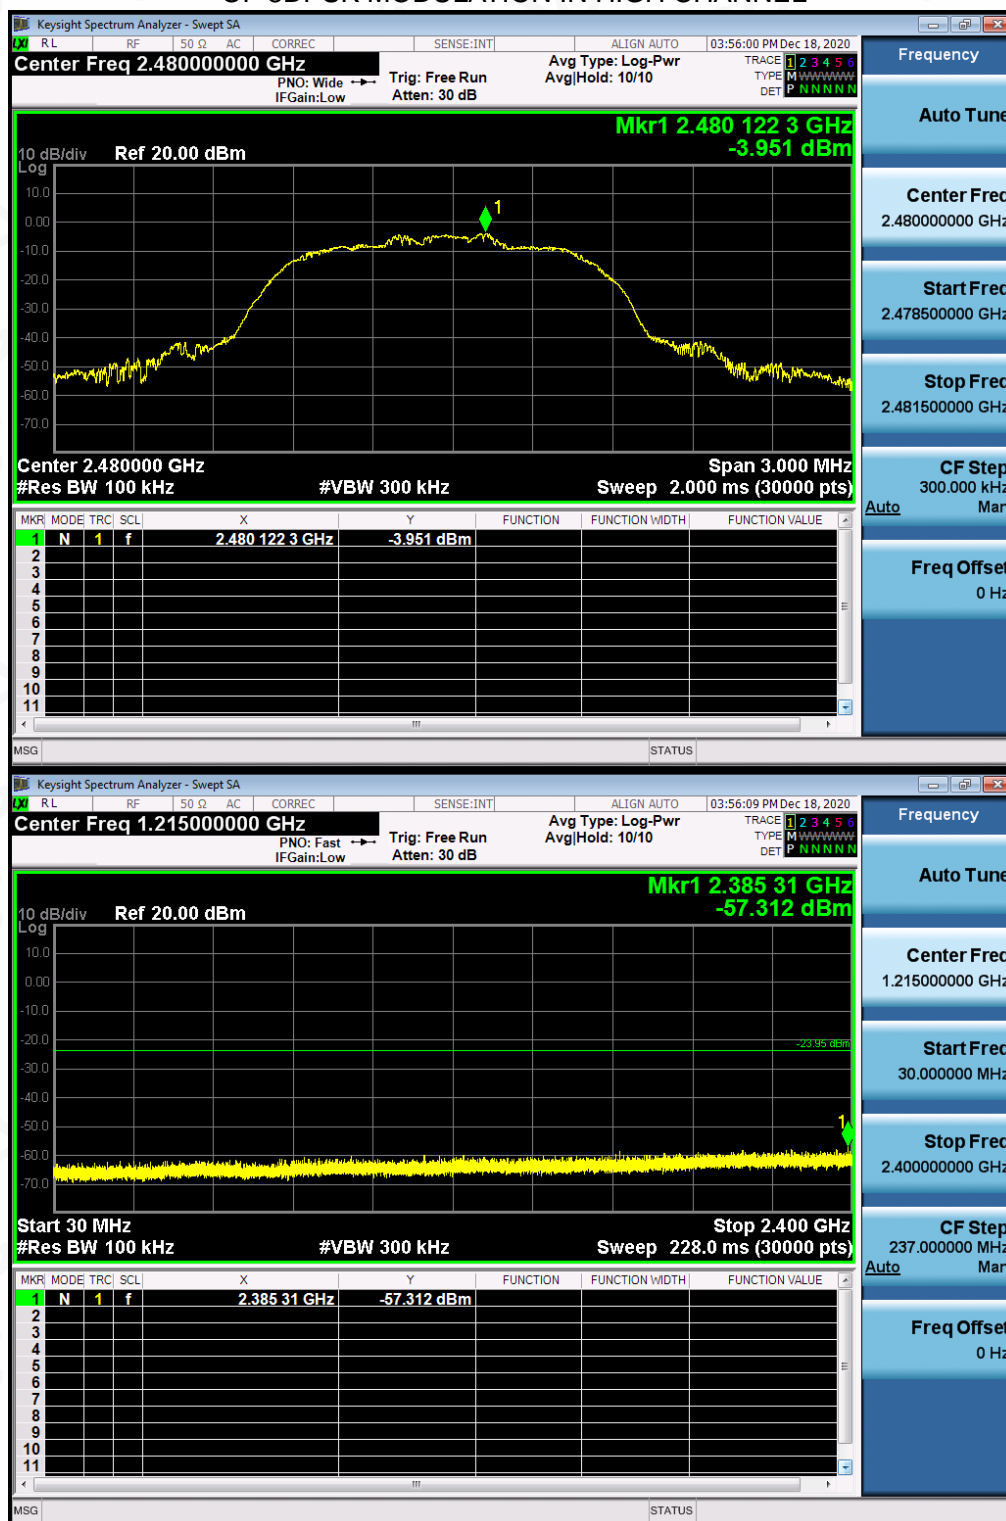 OF 8DPSK MODULATION IN HIGH CHANNEL
Keysight Spectrum Analyzer - Swept SA
LXI RL RF 50 Ω AC CORREC SENSE:INT ALIGN AUTO 03:56:00 PM Dec 18, 2020
Center Freq 2.480000000 GHz
PNO: Wide
IFGain:Low
Trig: Free Run
Atten: 30 dB
Avg Type: Log-Pwr
Avg|Hold: 10/10
TRACE 1 2 3 4 5 6
TYPE M WWWWW
DET P N N N N N
Mkr1 2.480 122 3 GHz
-3.951 dBm
10 dB/div Ref 20.00 dBm
Log
10.0
0.00
-10.0
-20.0
-30.0
-40.0
-50.0
-60.0
-70.0
1
Center 2.480000 GHz Span 3.000 MHz
#Res BW 100 kHz #VBW 300 kHz Sweep 2.000 ms (30000 pts)
MKR MODE TRC SCL X Y FUNCTION FUNCTION WIDTH FUNCTION VALUE
1 N 1 f 2.480 122 3 GHz -3.951 dBm
2
3
4
5
6
7
8
9
10
11
MSG STATUS
Frequency
Auto Tune
Center Freq
2.480000000 GHz
Start Freq
2.478500000 GHz
Stop Freq
2.481500000 GHz
CF Step
300.000 kHz
Auto Man
Freq Offset
0 Hz
Keysight Spectrum Analyzer - Swept SA
LXI RL RF 50 Ω AC CORREC SENSE:INT ALIGN AUTO 03:56:09 PM Dec 18, 2020
Center Freq 1.215000000 GHz
PNO: Fast
IFGain:Low
Trig: Free Run
Atten: 30 dB
Avg Type: Log-Pwr
Avg|Hold: 10/10
TRACE 1 2 3 4 5 6
TYPE M WWWWW
DET P N N N N N
Mkr1 2.385 31 GHz
-57.312 dBm
10 dB/div Ref 20.00 dBm
Log
10.0
0.00
-10.0
-20.0
-30.0
-40.0
-50.0
-60.0
-70.0
-23.95 dBm
1
Start 30 MHz Stop 2.400 GHz
#Res BW 100 kHz #VBW 300 kHz Sweep 228.0 ms (30000 pts)
MKR MODE TRC SCL X Y FUNCTION FUNCTION WIDTH FUNCTION VALUE
1 N 1 f 2.385 31 GHz -57.312 dBm
2
3
4
5
6
7
8
9
10
11
MSG STATUS
Frequency
Auto Tune
Center Freq
1.215000000 GHz
Start Freq
30.000000 MHz
Stop Freq
2.400000000 GHz
CF Step
237.000000 MHz
Auto Man
Freq Offset
0 Hz